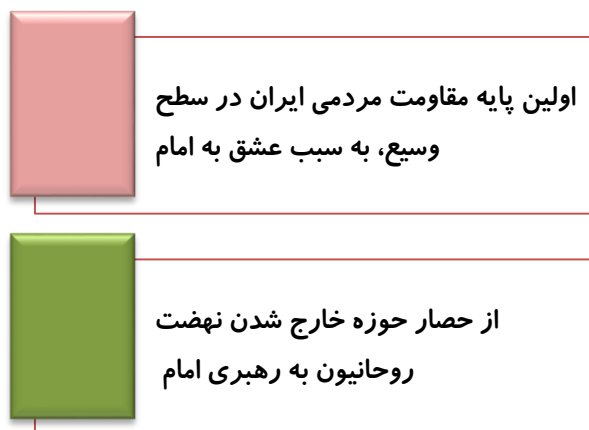 اولین پایه مقاومت مردمی ایران در سطح
وسیع، به سبب عشق به امام
از حصار حوزه خارج شدن نهضت
روحانیون به رهبری امام